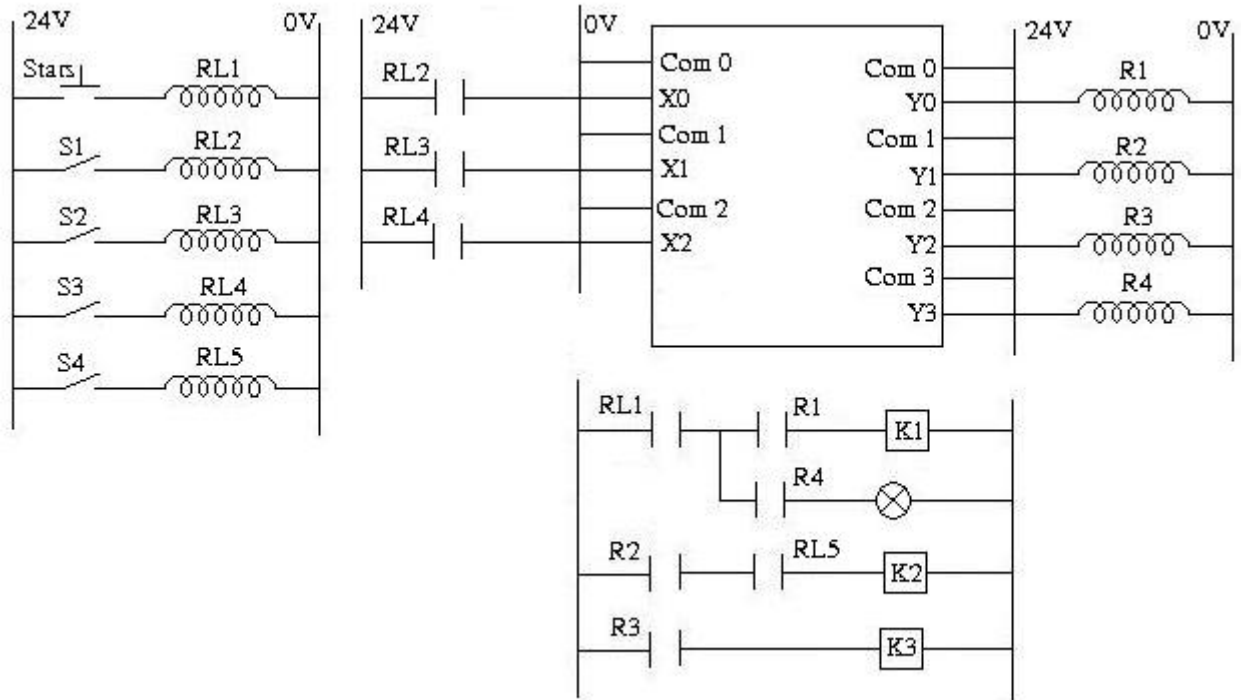 24V
0V
Stars
RL1
S1
RL2
S2
RL3
S3
RL4
S4
RL5
24V
RL2
RL3
RL4
0V
Com 0
X0
Com 1
X1
Com 2
X2
Com 0
Y0
Com 1
Y1
Com 2
Y2
Com 3
Y3
24V
0V
R1
R2
R3
R4
RL1
R1
K1
R4
R2
RL5
K2
R3
K3